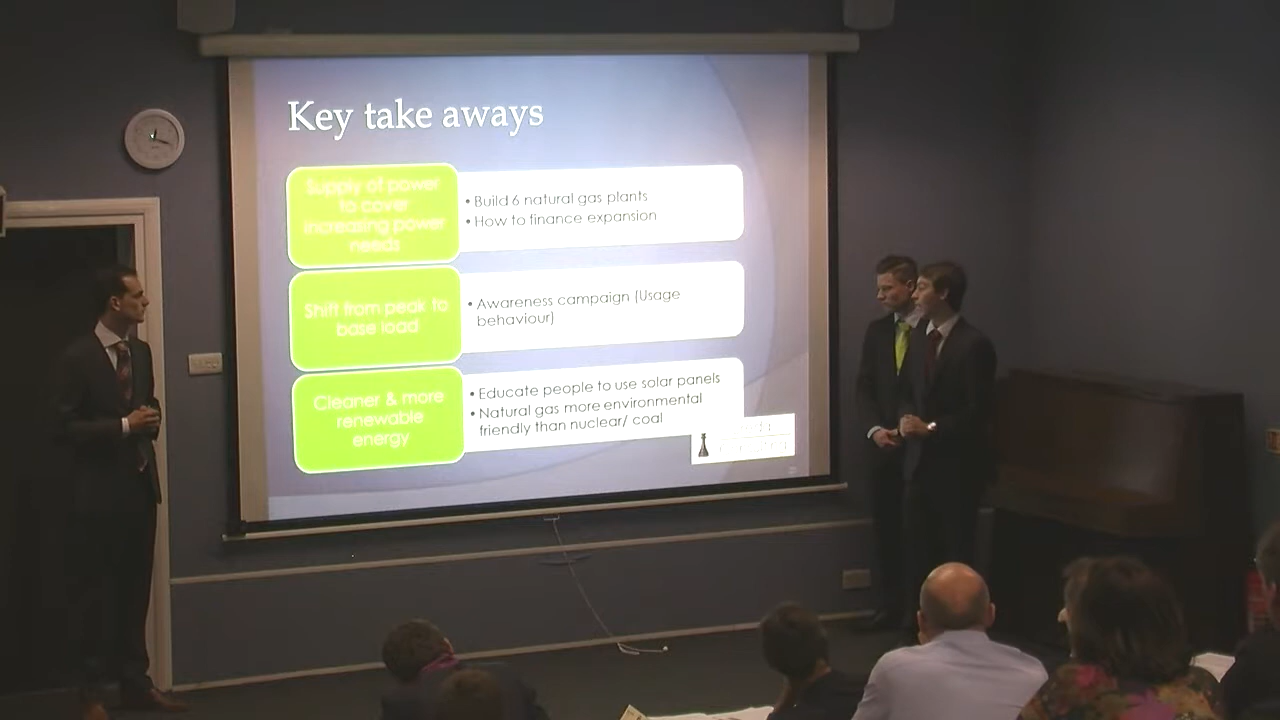 Key take aways
Supply of power
to cover
increasing power
needs
• Build 6 natural gas plants
• How to finance expansion
Shift from peak to
base load
• Awareness campaign (Usage
behaviour)
Cleaner & more
renewable
energy
• Educate people to use solar panels
• Natural gas more environmental
friendly than nuclear/ coal